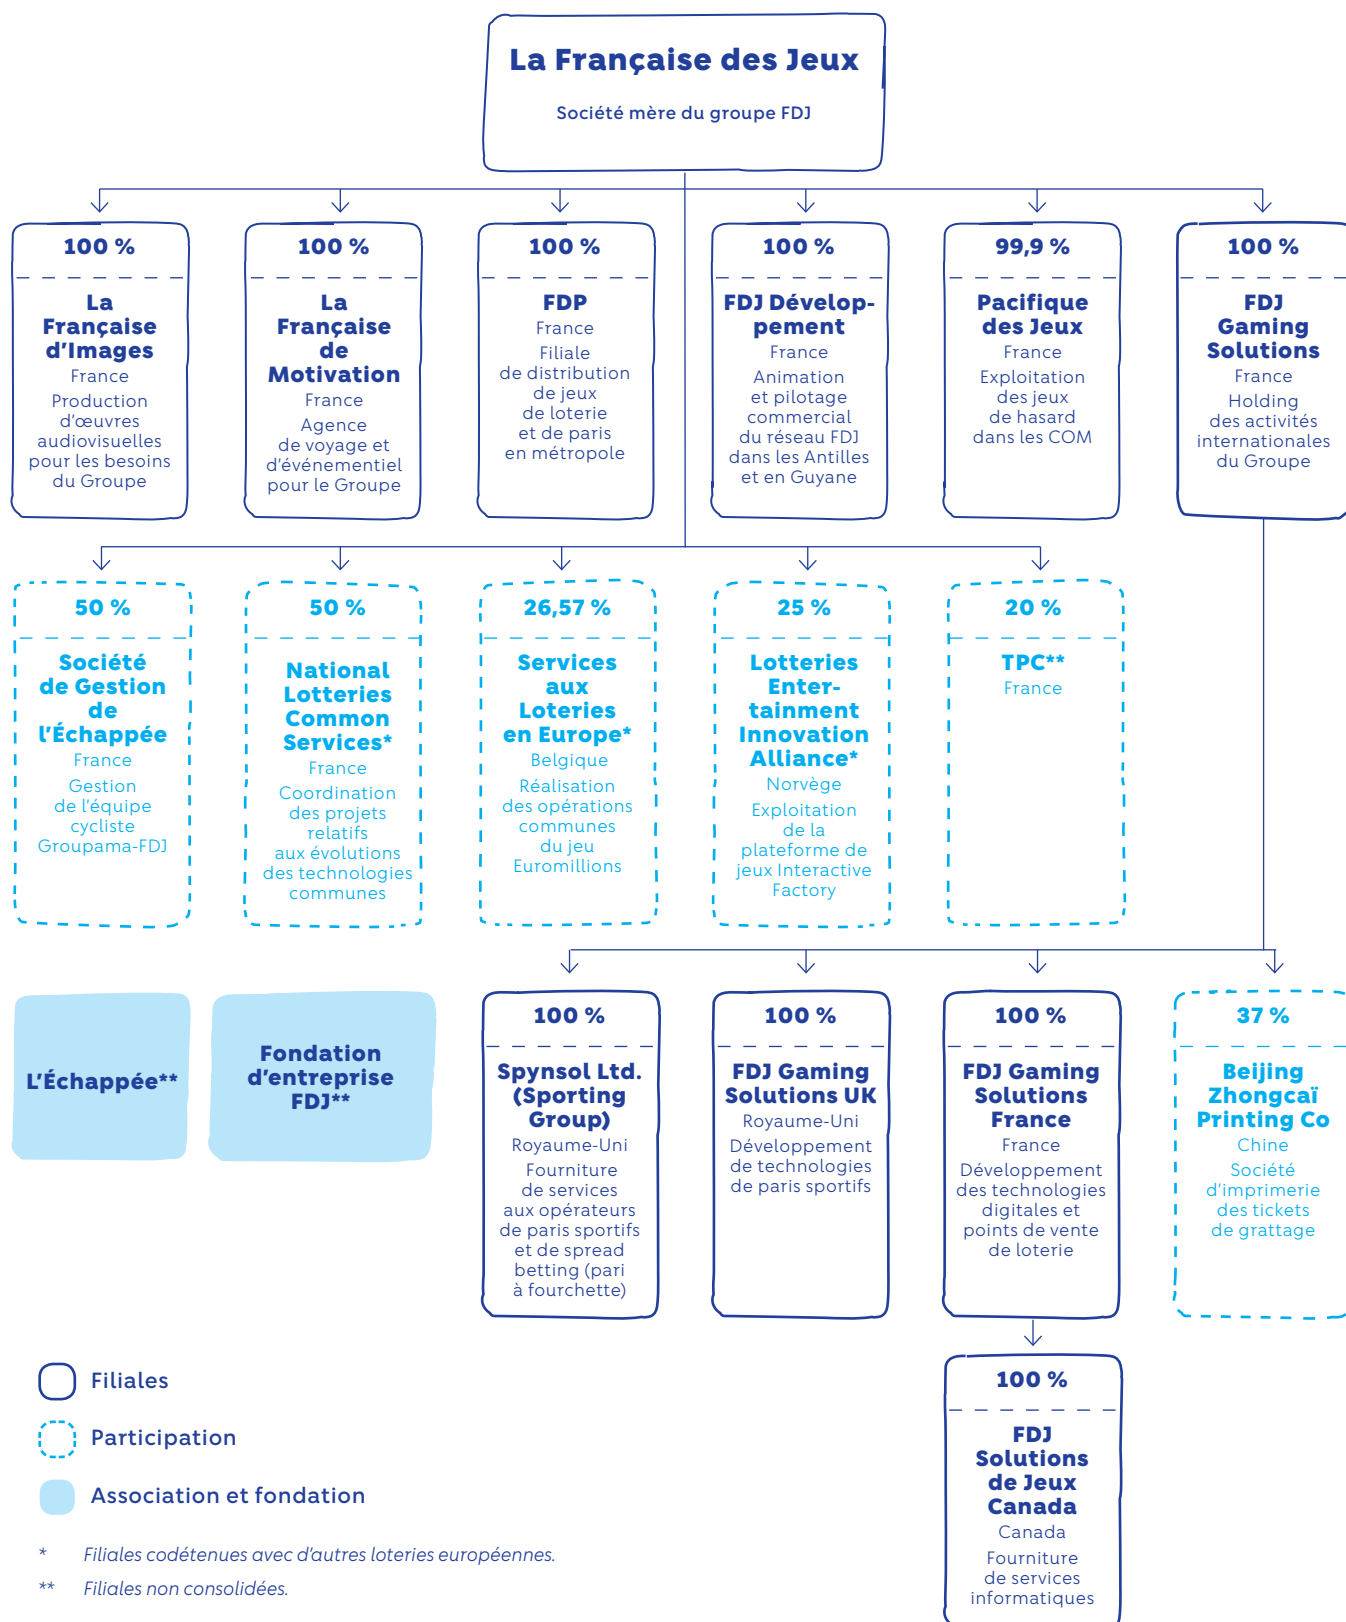 La Française des Jeux
Société mère du groupe FDJ
100 %
La
Française
d'Images
France
Production
d'œuvres
audiovisuelles
pour les besoins
du Groupe
100 %
La
Française
de
Motivation
France
Agence
de voyage et
d'événementiel
pour le Groupe
100 %
FDP
France
Filiale
de distribution
de jeux
de loterie
et de paris
en métropole
100 %
FDJ Dévelop-
pement
France
Animation
et pilotage
commercial
du réseau FDJ
dans les Antilles
et en Guyane
99,9 %
Pacifique
des Jeux
France
Exploitation
des jeux
de hasard
dans les COM
100 %
FDJ
Gaming
Solutions
France
Holding
des activités
internationales
du Groupe
50 %
Société
de Gestion
de
l'Échappée
France
Gestion
de l'équipe
cycliste
Groupama-FDJ
50 %
National
Lotteries
Common
Services*
France
Coordination
des projets
relatifs
aux évolutions
des technologies
communes
26,57 %
Services
aux
Loteries
en Europe*
Belgique
Réalisation
des opérations
communes
du jeu
Euromillions
25 %
Lotteries
Enter-
tainment
Innovation
Alliance*
Norvège
Exploitation
de la
plateforme de
jeux Interactive
Factory
20 %
TPC**
France
L'Échappée**
Fondation
d'entreprise
FDJ**
100 %
Spynsol Ltd.
(Sporting
Group)
Royaume-Uni
Fourniture
de services
aux opérateurs
de paris sportifs
et de spread
betting (pari
à fourchette)
100 %
FDJ Gaming
Solutions UK
Royaume-Uni
Développement
de technologies
de paris sportifs
100 %
FDJ Gaming
Solutions
France
France
Développement
des technologies
digitales et
points de vente
de loterie
37 %
Beijing
Zhongcaï
Printing Co
Chine
Société
d'imprimerie
des tickets
de grattage
100 %
FDJ
Solutions
de Jeux
Canada
Canada
Fourniture
de services
informatiques
Filiales
Participation
Association et fondation
* Filiales codétenues avec d'autres loteries européennes.
** Filiales non consolidées.